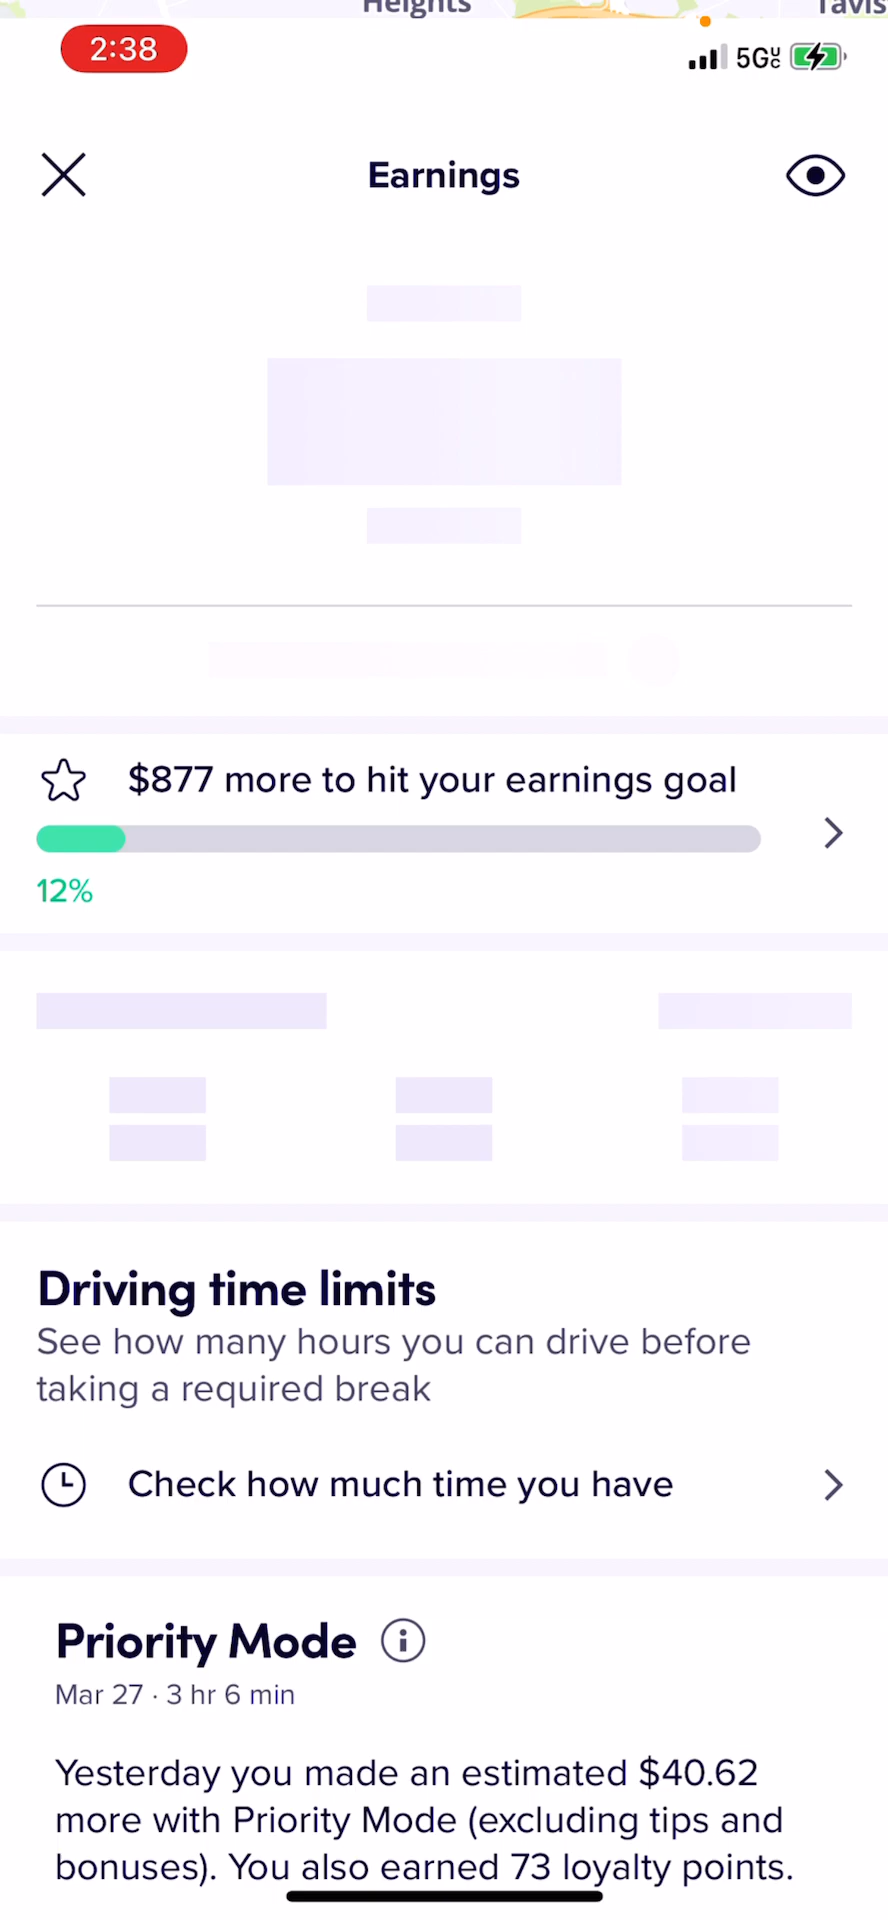 Heights
2:38
5G UC
Earnings
$877 more to hit your earnings goal
12%
Driving time limits
See how many hours you can drive before
taking a required break
Check how much time you have
Priority Mode
Mar 27 · 3 hr 6 min
Yesterday you made an estimated $40.62
more with Priority Mode (excluding tips and
bonuses). You also earned 73 loyalty points.